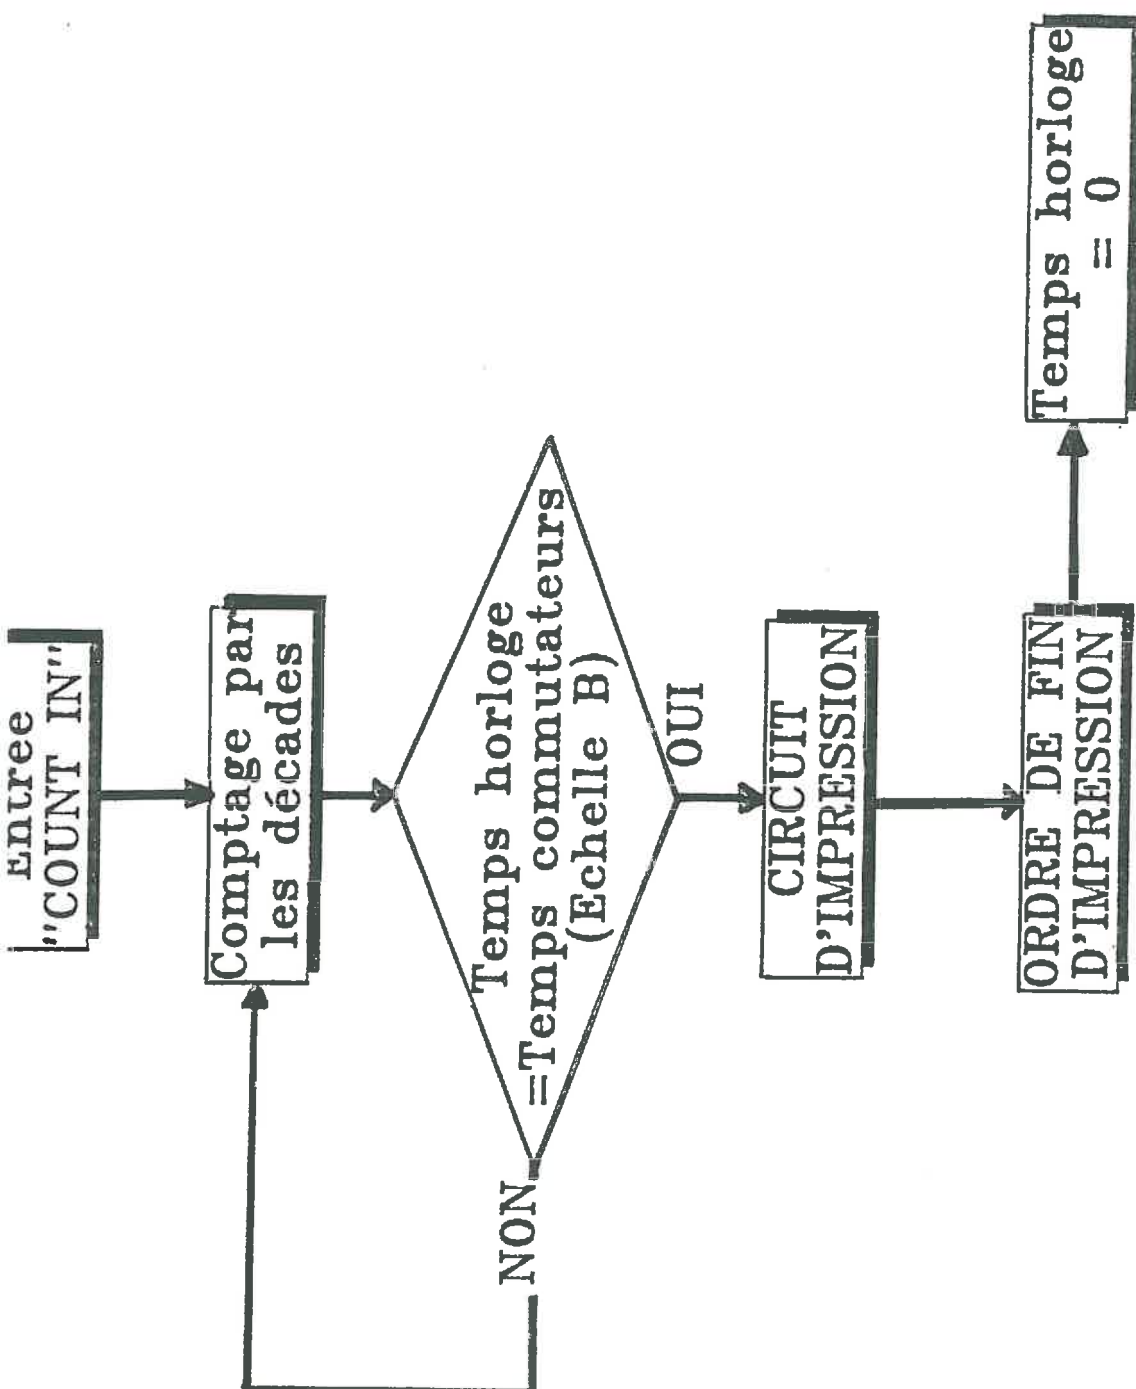 Entree
"COUNT IN"
Comptage par
les décades
Temps horloge
=Temps commutateurs
(Echelle B)
NON
OUI
CIRCUIT
D'IMPRESSION
ORDRE DE FIN
D'IMPRESSION
Temps horloge
= 0